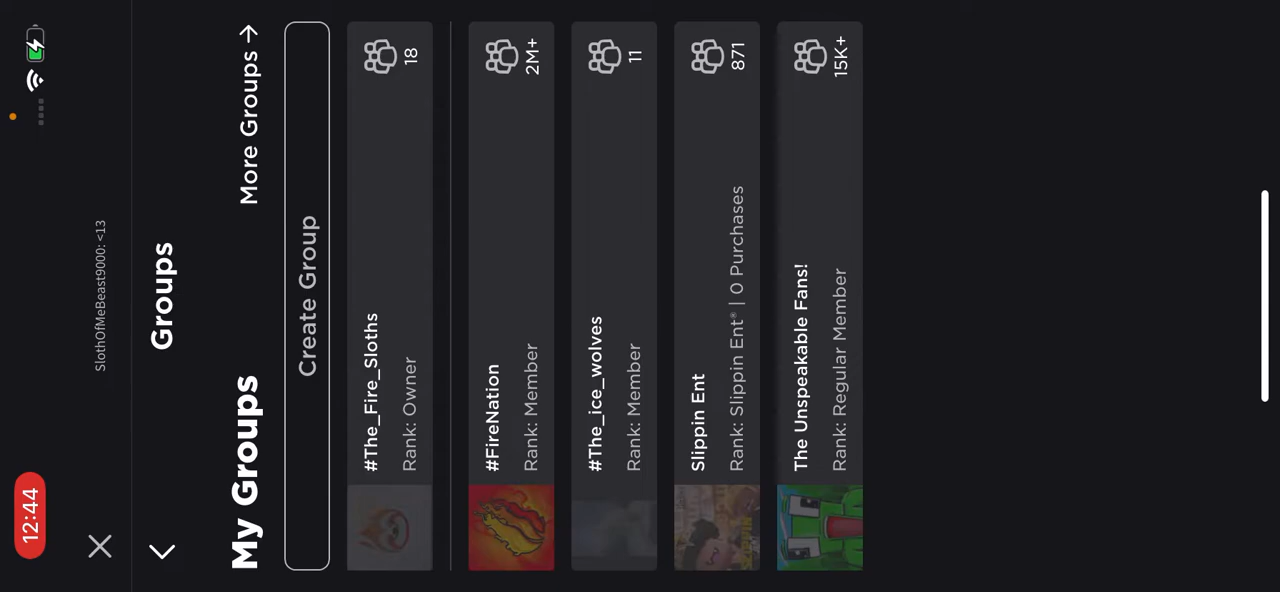 12:44
SlothOfMeBeast9000: <13
Groups
My Groups
More Groups →
Create Group
#The_Fire_Sloths
Rank: Owner
18
#FireNation
Rank: Member
2M+
#The_ice_wolves
Rank: Member
11
Slippin Ent
Rank: Slippin Ent® | 0 Purchases
871
The Unspeakable Fans!
Rank: Regular Member
15K+